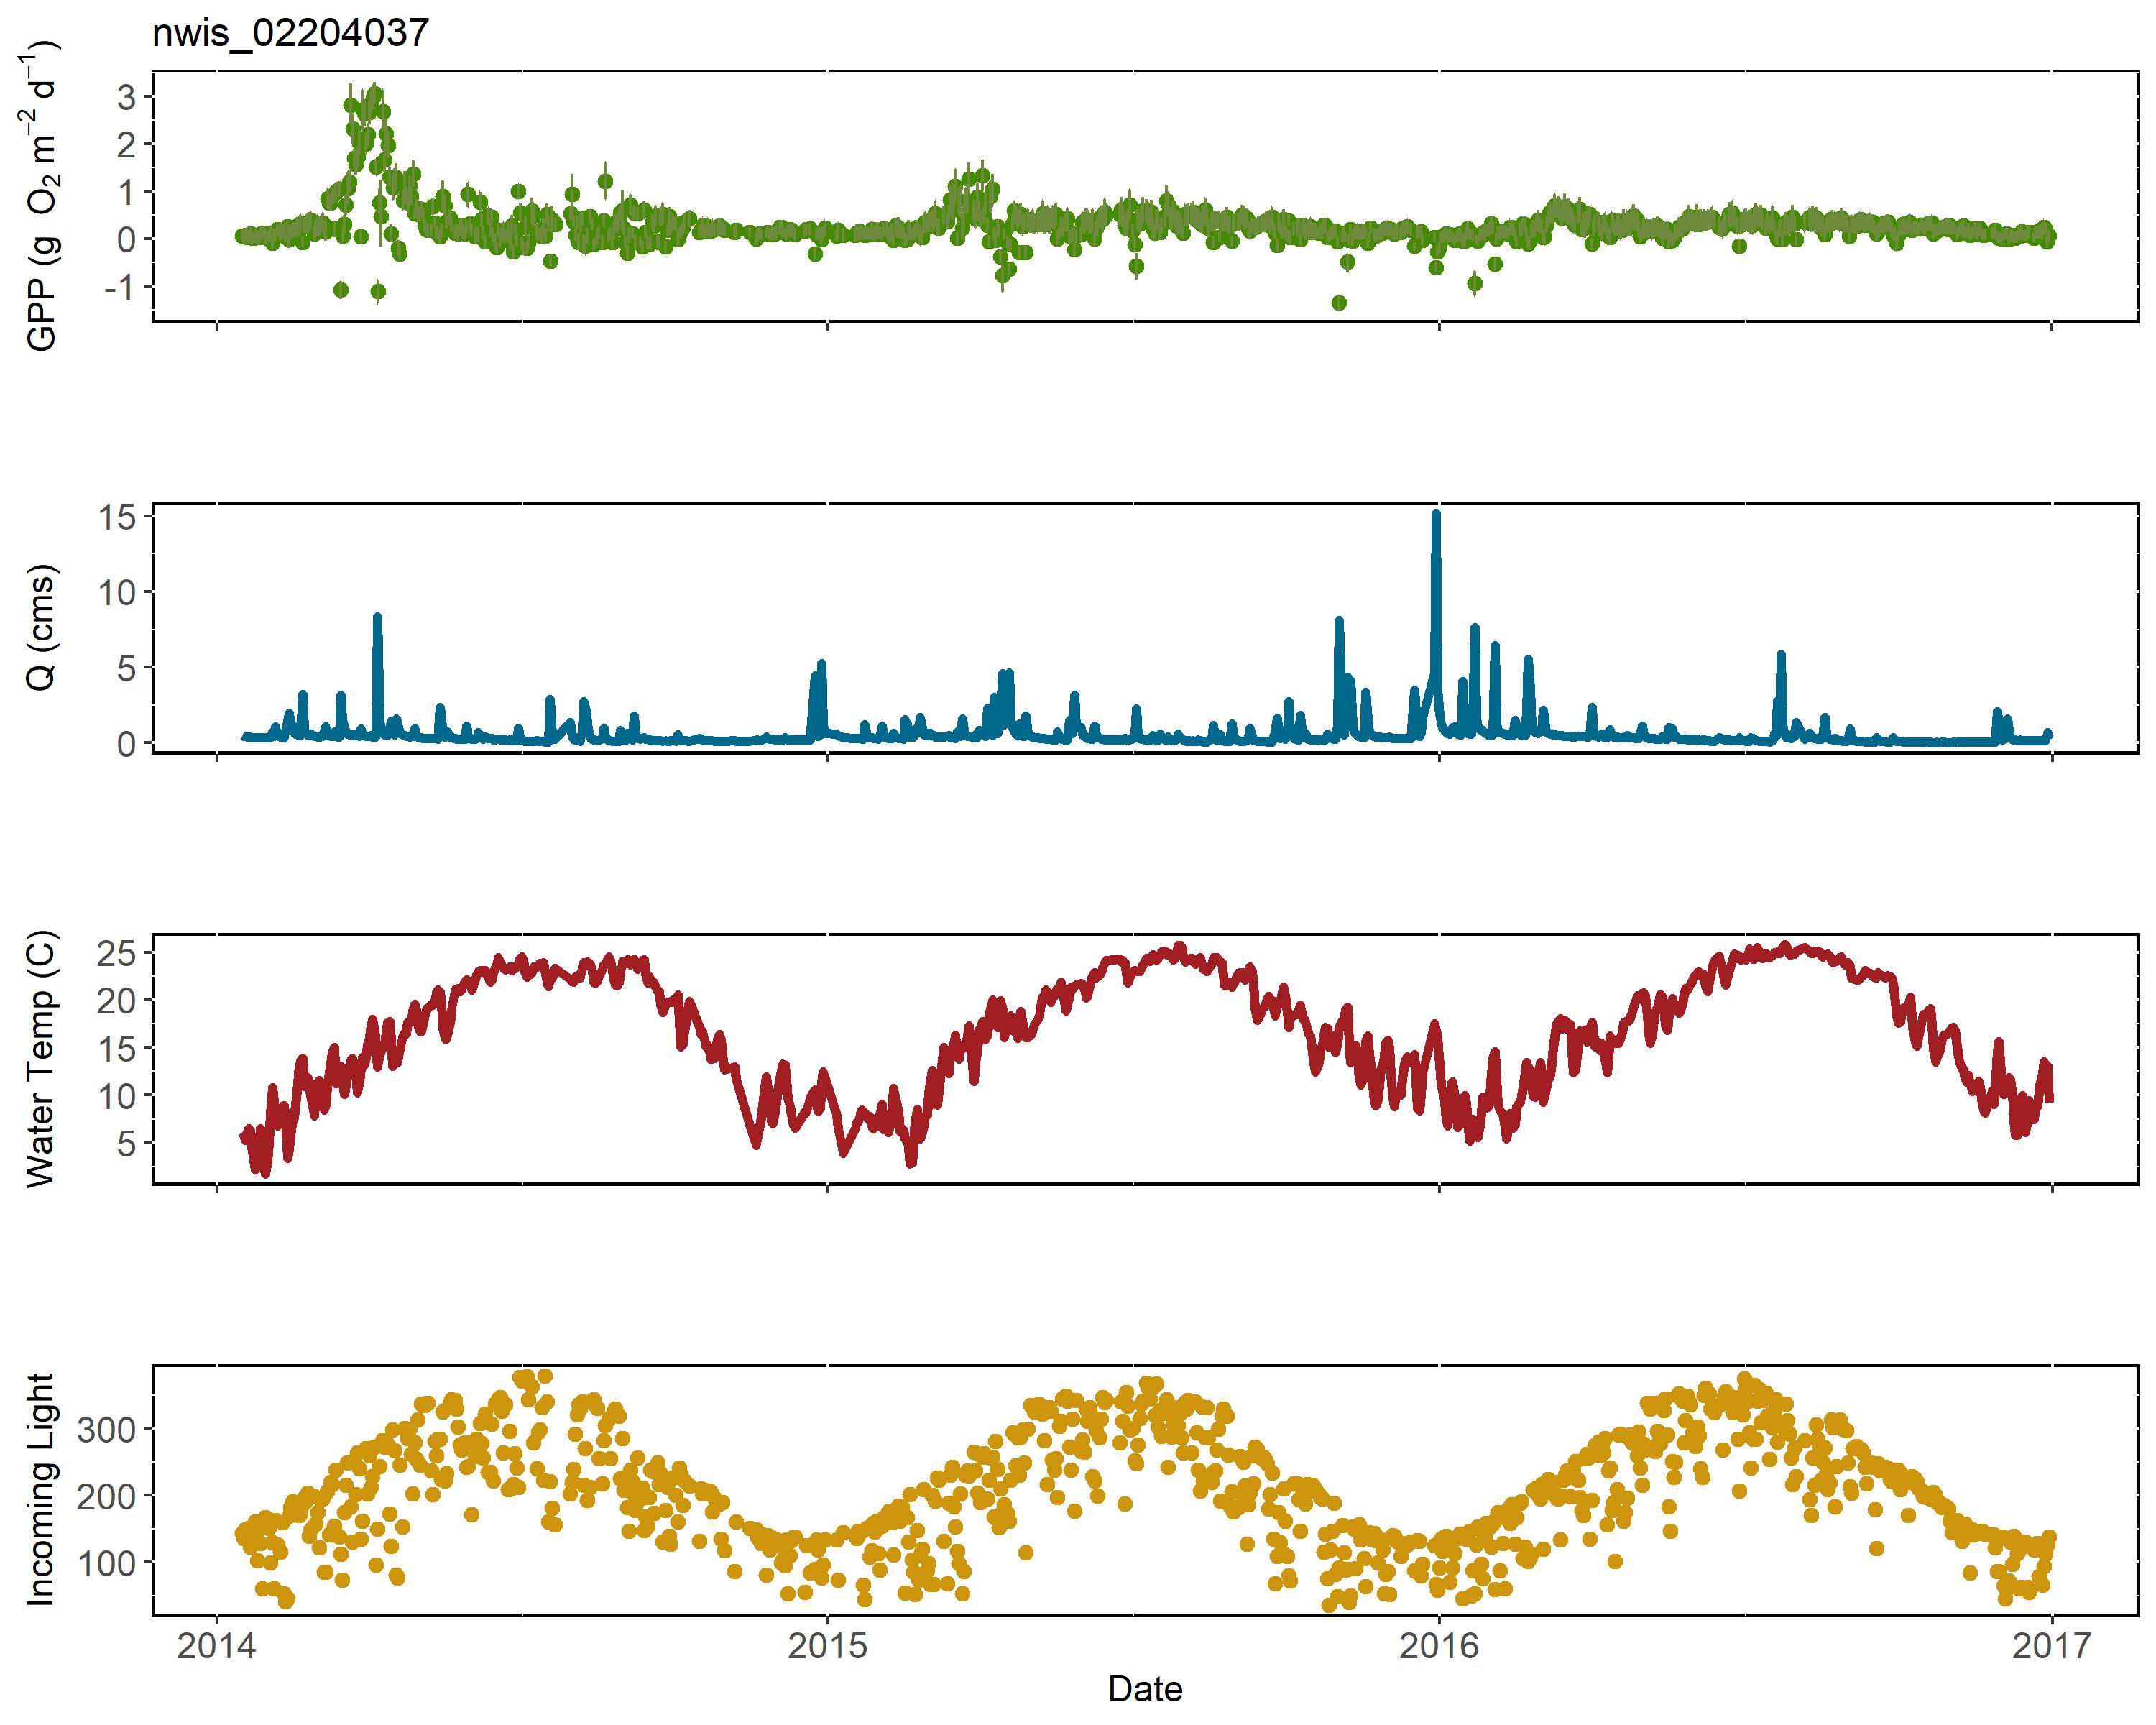 nwis_02204037
GPP (g O₂ m⁻² d⁻¹)
3
2
1
0
-1
Q (cms)
15
10
5
0
Water Temp (C)
25
20
15
10
5
Incoming Light
300
200
100
2014 2015 2016 2017
Date